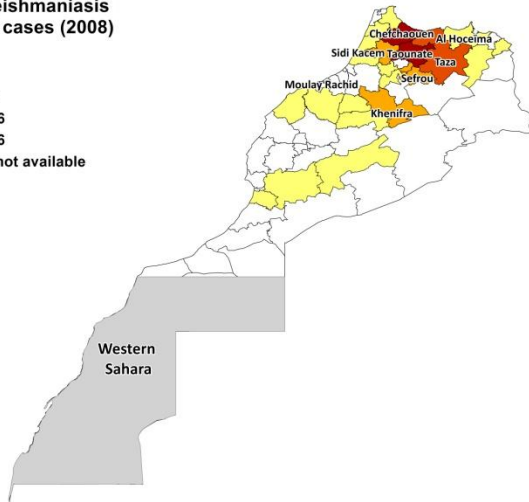 eishmaniasis
cases (2008)
6
6
not available
Chefchaouen
Al Hoceima
Sidi Kacem
Taounate
Taza
Sefrou
Moulay Rachid
Khenifra
Western
Sahara